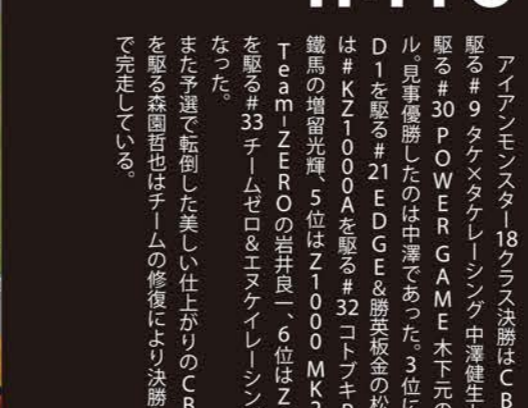 アイアンモンスター18クラス決勝はCB
駆る#9 タケ×タケレーシング 中澤健生
駆る#30 POWER GAME 木下元の
ル。見事優勝したのは中澤であった。3位に
D1を駆る#21 EDGE&勝英板金の松
は#KZ1000Aを駆る#32 コトブキ
鐵馬の増留光輝、5位はZ1000 MK
Team-ZEROの岩井良一、6位はZ
を駆る#33 チームゼロ&エヌケイレーシン
なった。
また予選で転倒した美しい仕上がりのCB
を駆る森園哲也はチームの修復により決勝
で完走している。